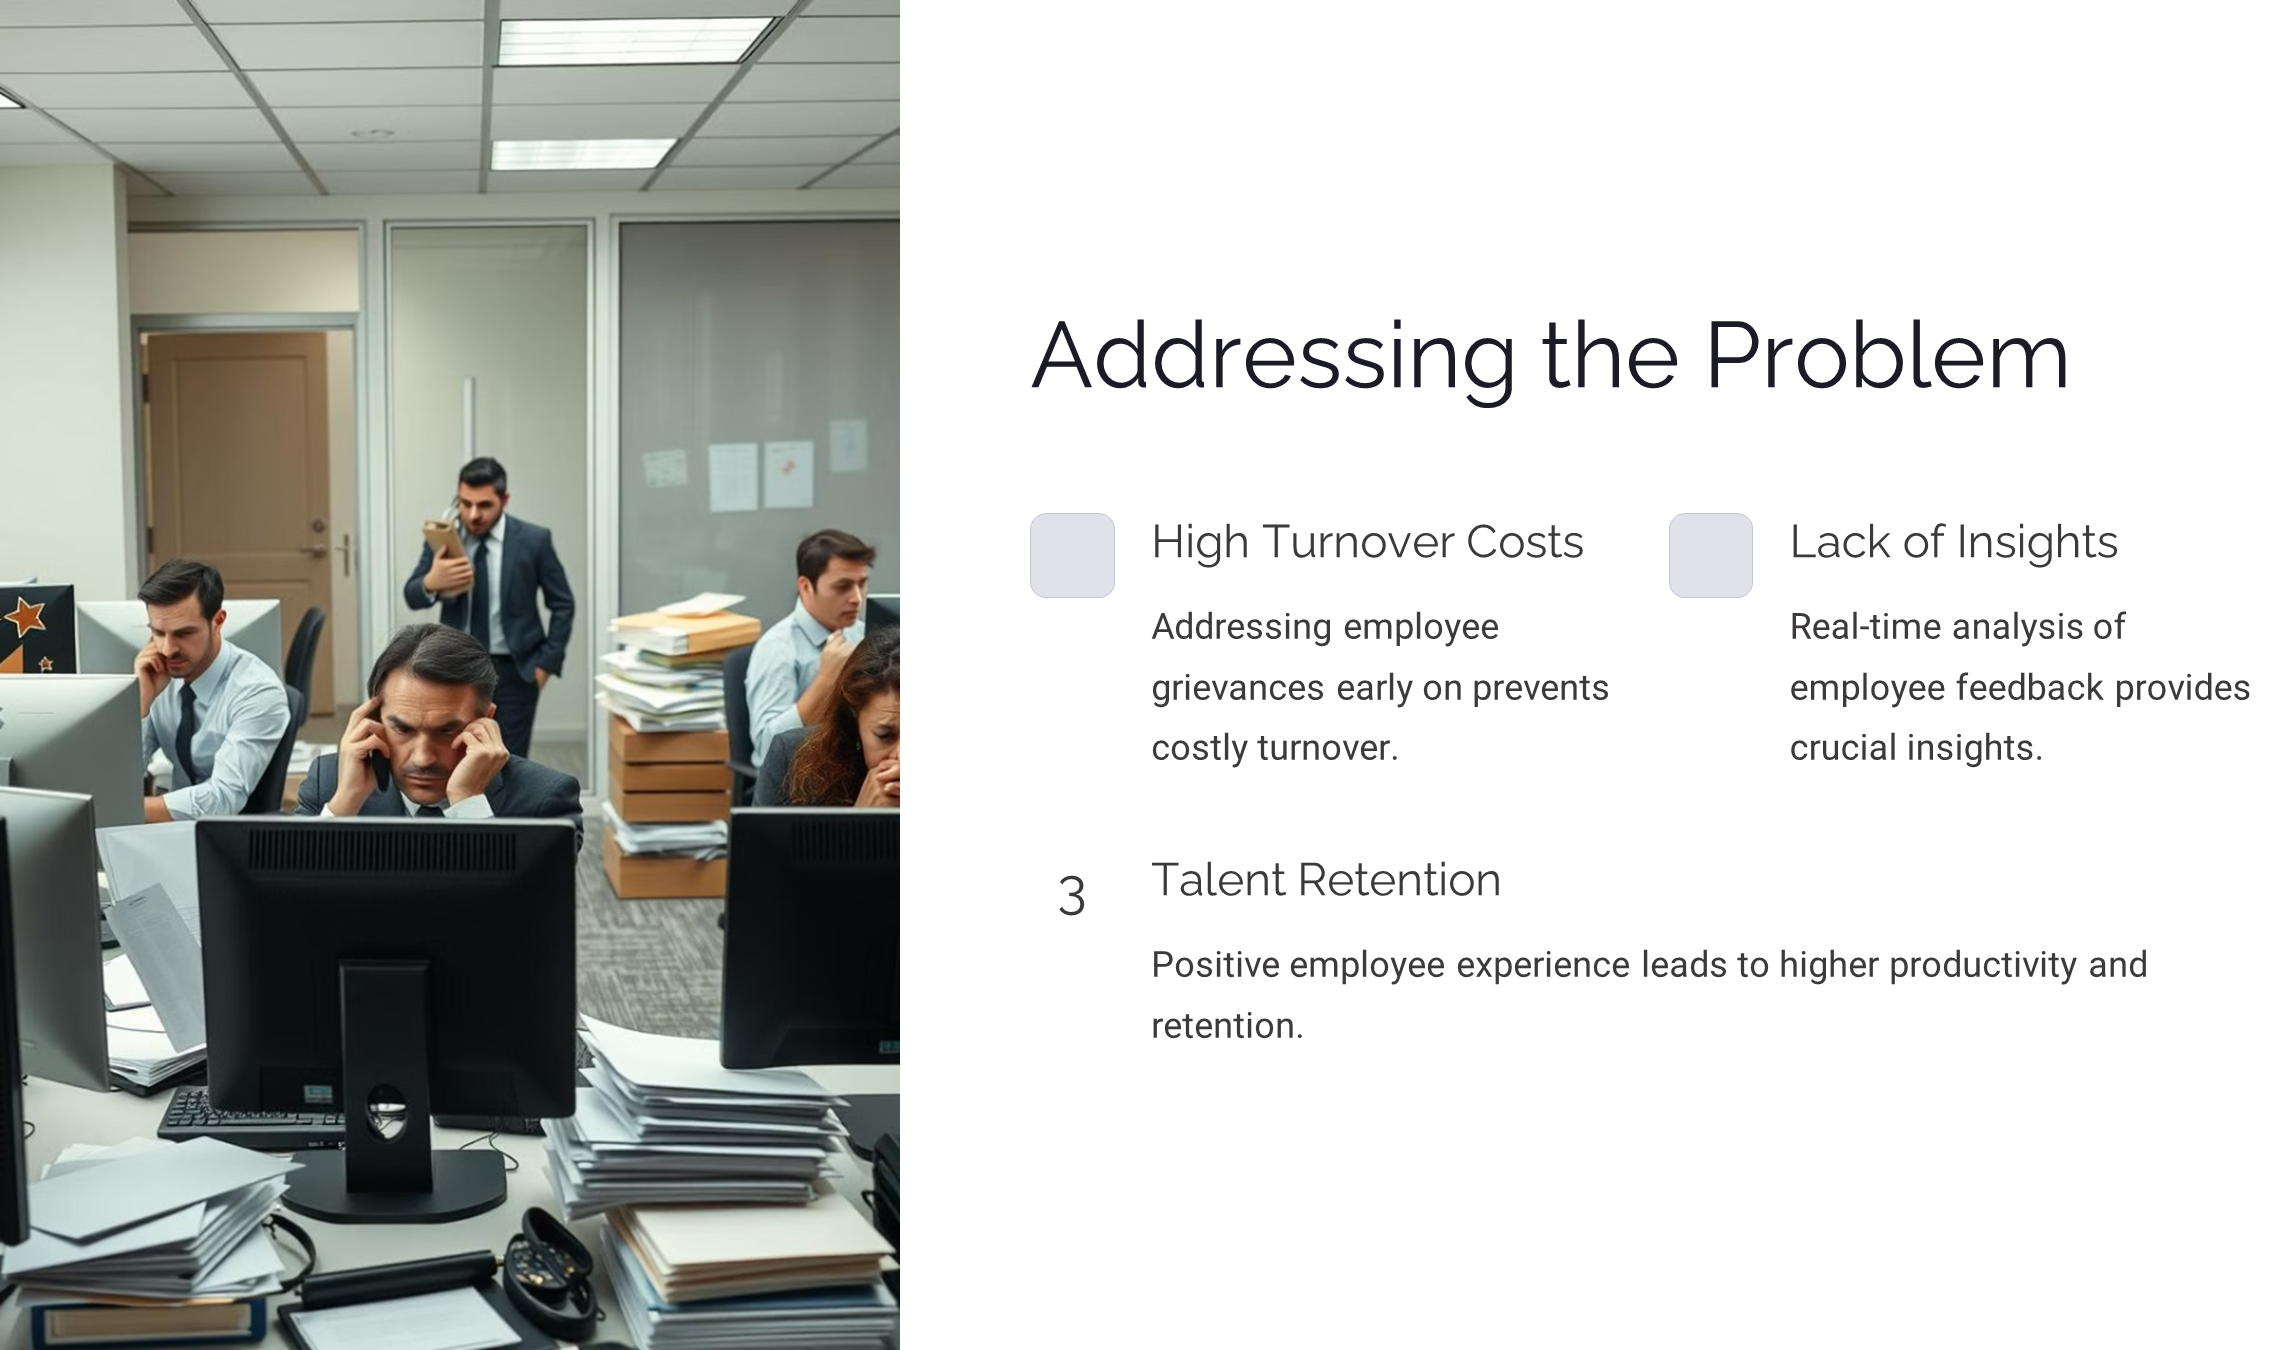 Addressing the Problem
High Turnover Costs
Addressing employee
grievances early on prevents
costly turnover.
Lack of Insights
Real-time analysis of
employee feedback provides
crucial insights.
3
Talent Retention
Positive employee experience leads to higher productivity and
retention.